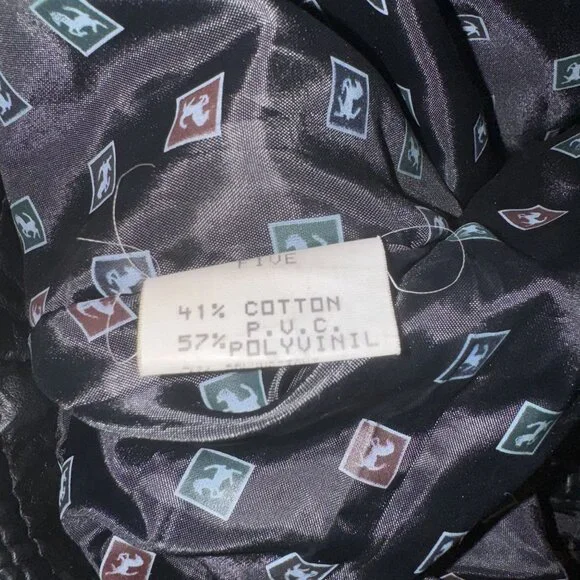 FIVE
41% COTTON
P.V.C.
57% POLYVINIL